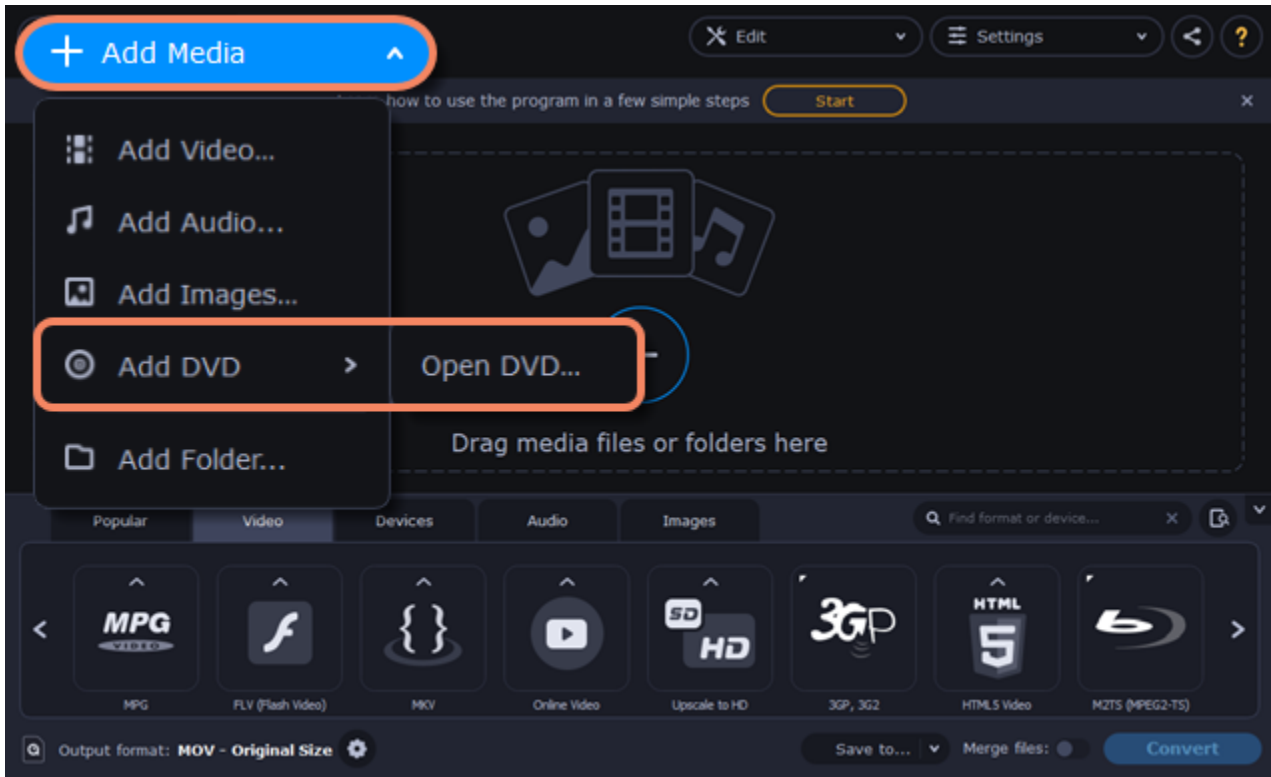 Add Media
Edit
Settings
?
how to use the program in a few simple steps
Start
Add Video...
Add Audio...
Add Images...
Add DVD
Open DVD...
Add Folder...
Drag media files or folders here
Popular
Video
Devices
Audio
Images
Find format or device...
MPG
VIDEO
SD
HD
3GP
HTML
5
MPG
FLV (Flash Video)
MKV
Online Video
Upscale to HD
3GP, 3G2
HTML5 Video
M2TS (MPEG2-TS)
Output format: MOV - Original Size
Save to...
Merge files:
Convert